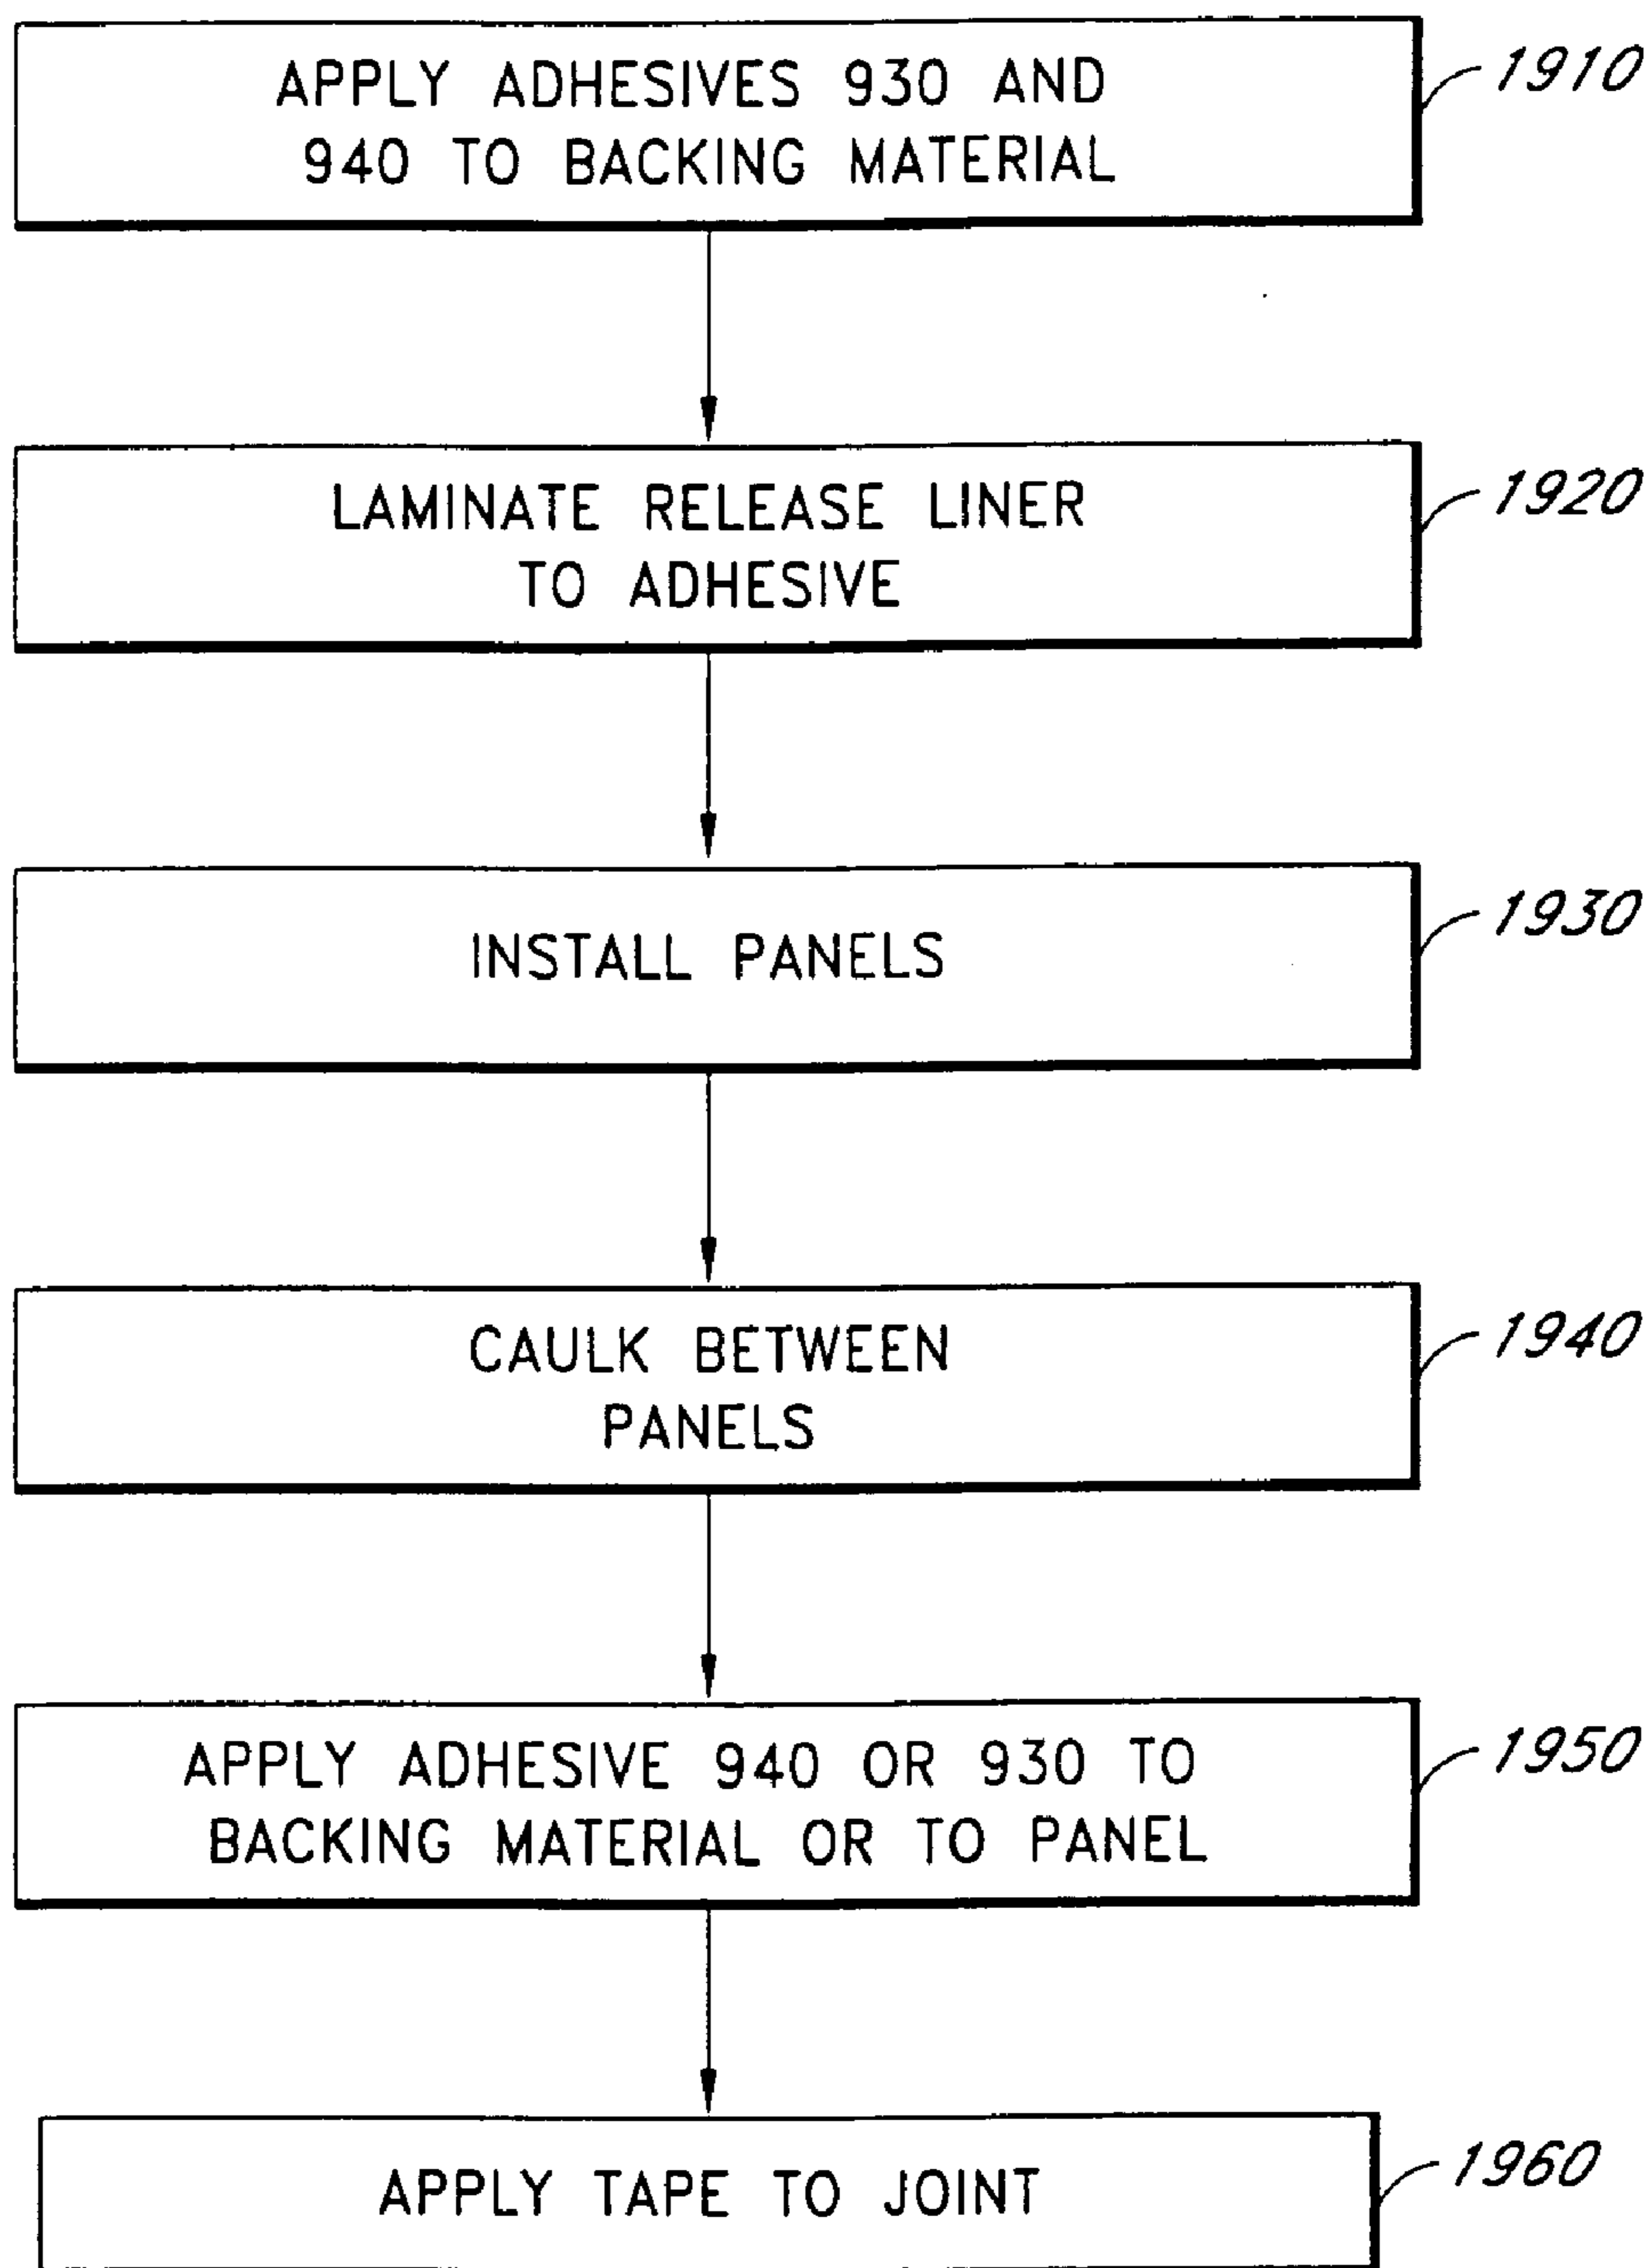 APPLY ADHESIVES 930 AND
940 TO BACKING MATERIAL
1910
LAMINATE RELEASE LINER
TO ADHESIVE
1920
INSTALL PANELS
1930
CAULK BETWEEN
PANELS
1940
APPLY ADHESIVE 940 OR 930 TO
BACKING MATERIAL OR TO PANEL
1950
APPLY TAPE TO JOINT
1960